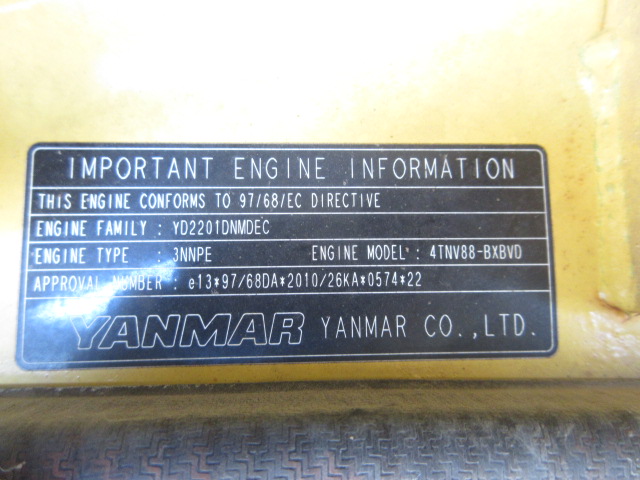 IMPORTANT ENGINE INFORMATION
THIS ENGINE CONFORMS TO 97/68/EC DIRECTIVE
ENGINE FAMILY : YD2201DNMDEC
ENGINE TYPE : 3NNPE ENGINE MODEL : 4TNV88-BXBVD
APPROVAL NUMBER : e13*97/68DA*2010/26KA*0574*22
YANMAR YANMAR CO.,LTD.